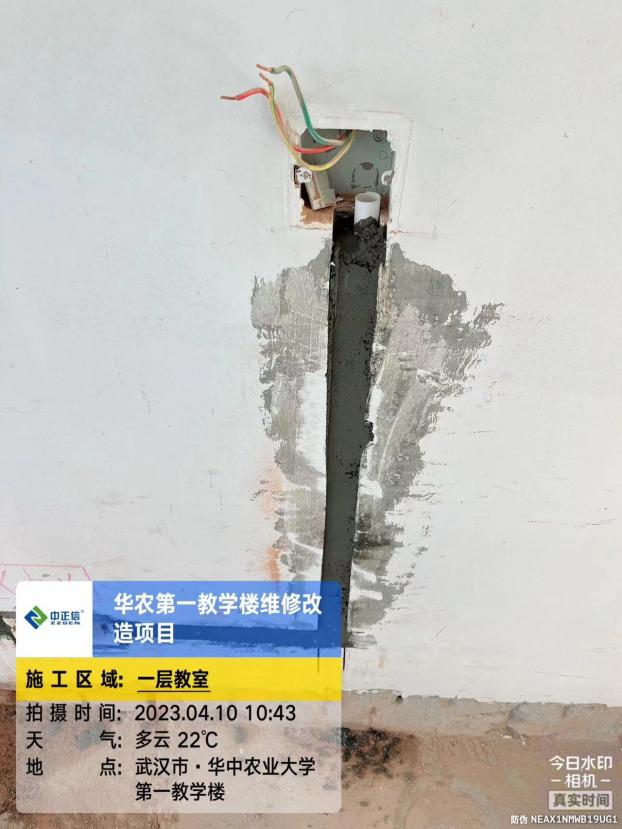 中正信®
ZZGEN
华农第一教学楼维修改
造项目
施工区域: 一层教室
拍摄时间: 2023.04.10 10:43
天 气: 多云 22℃
地 点: 武汉市·华中农业大学
第一教学楼
今日水印
-相机-
真实时间
防伪 NEAX1NMWB19UG1